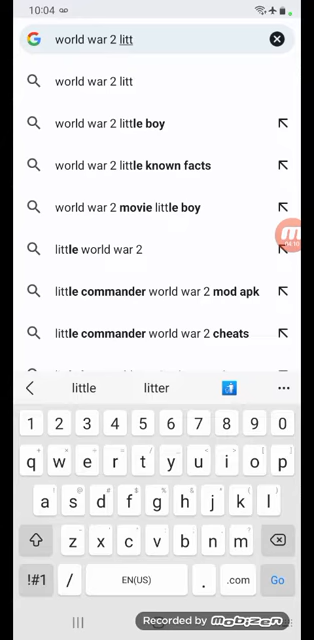 10:04
world war 2 litt
world war 2 litt
world war 2 little boy
world war 2 little known facts
world war 2 movie little boy
little world war 2
04:10
little commander world war 2 mod apk
little commander world war 2 cheats
little litter
1 2 3 4 5 6 7 8 9 0
q w e r t y u i o p
a s d f g h j k l
z x c v b n m
!#1 / EN(US) . .com Go
Recorded by mobizen